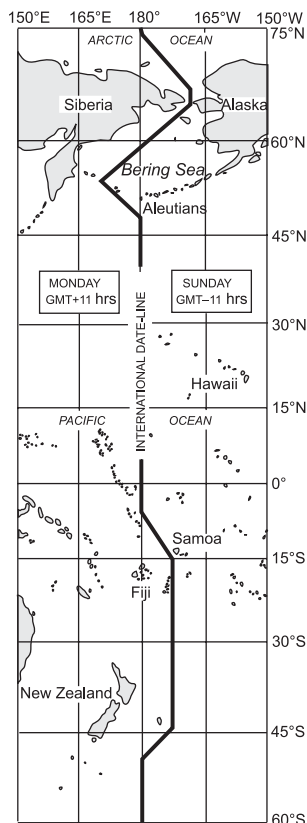 150°E 170°E 180° 165°W 150°W
75°N
ARCTIC OCEAN
Siberia Alaska
60°N
Bering Sea
Aleutians
45°N
MONDAY
GMT+11 hrs
SUNDAY
GMT–11 hrs
INTERNATIONAL DATE-LINE
30°N
Hawaii
15°N
PACIFIC OCEAN
0°
Samoa
15°S
Fiji
30°S
New Zealand
45°S
60°S